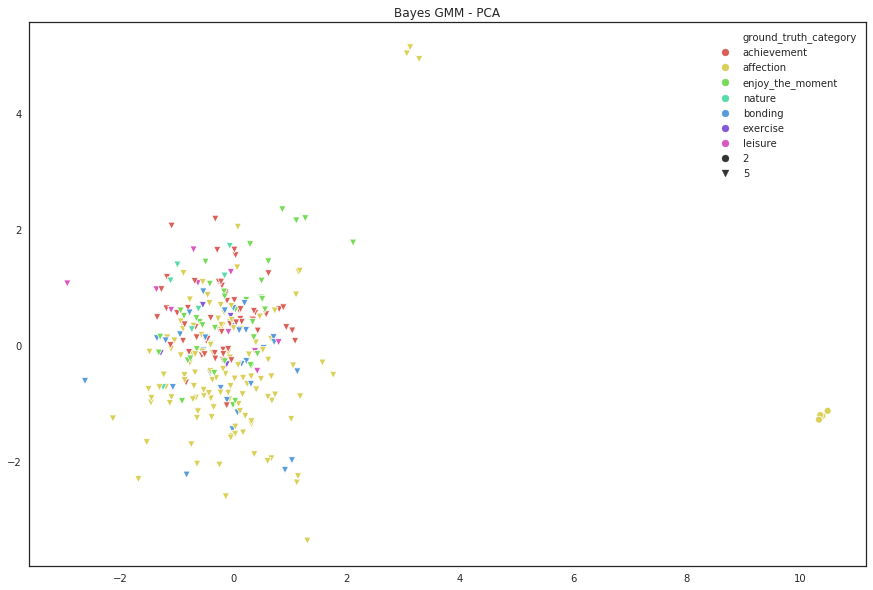 Bayes GMM - PCA
ground_truth_category
achievement
affection
enjoy_the_moment
nature
bonding
exercise
leisure
2
5
4
2
0
−2
−2
0
2
4
6
8
10